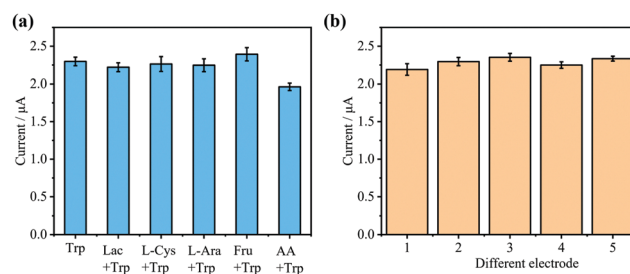 (a)
Current / μA
2.5
2.0
1.5
1.0
0.5
0.0
Trp
Lac +Trp
L-Cys +Trp
L-Ara +Trp
Fru +Trp
AA +Trp
(b)
Current / μA
2.5
2.0
1.5
1.0
0.5
0.0
1 2 3 4 5
Different electrode